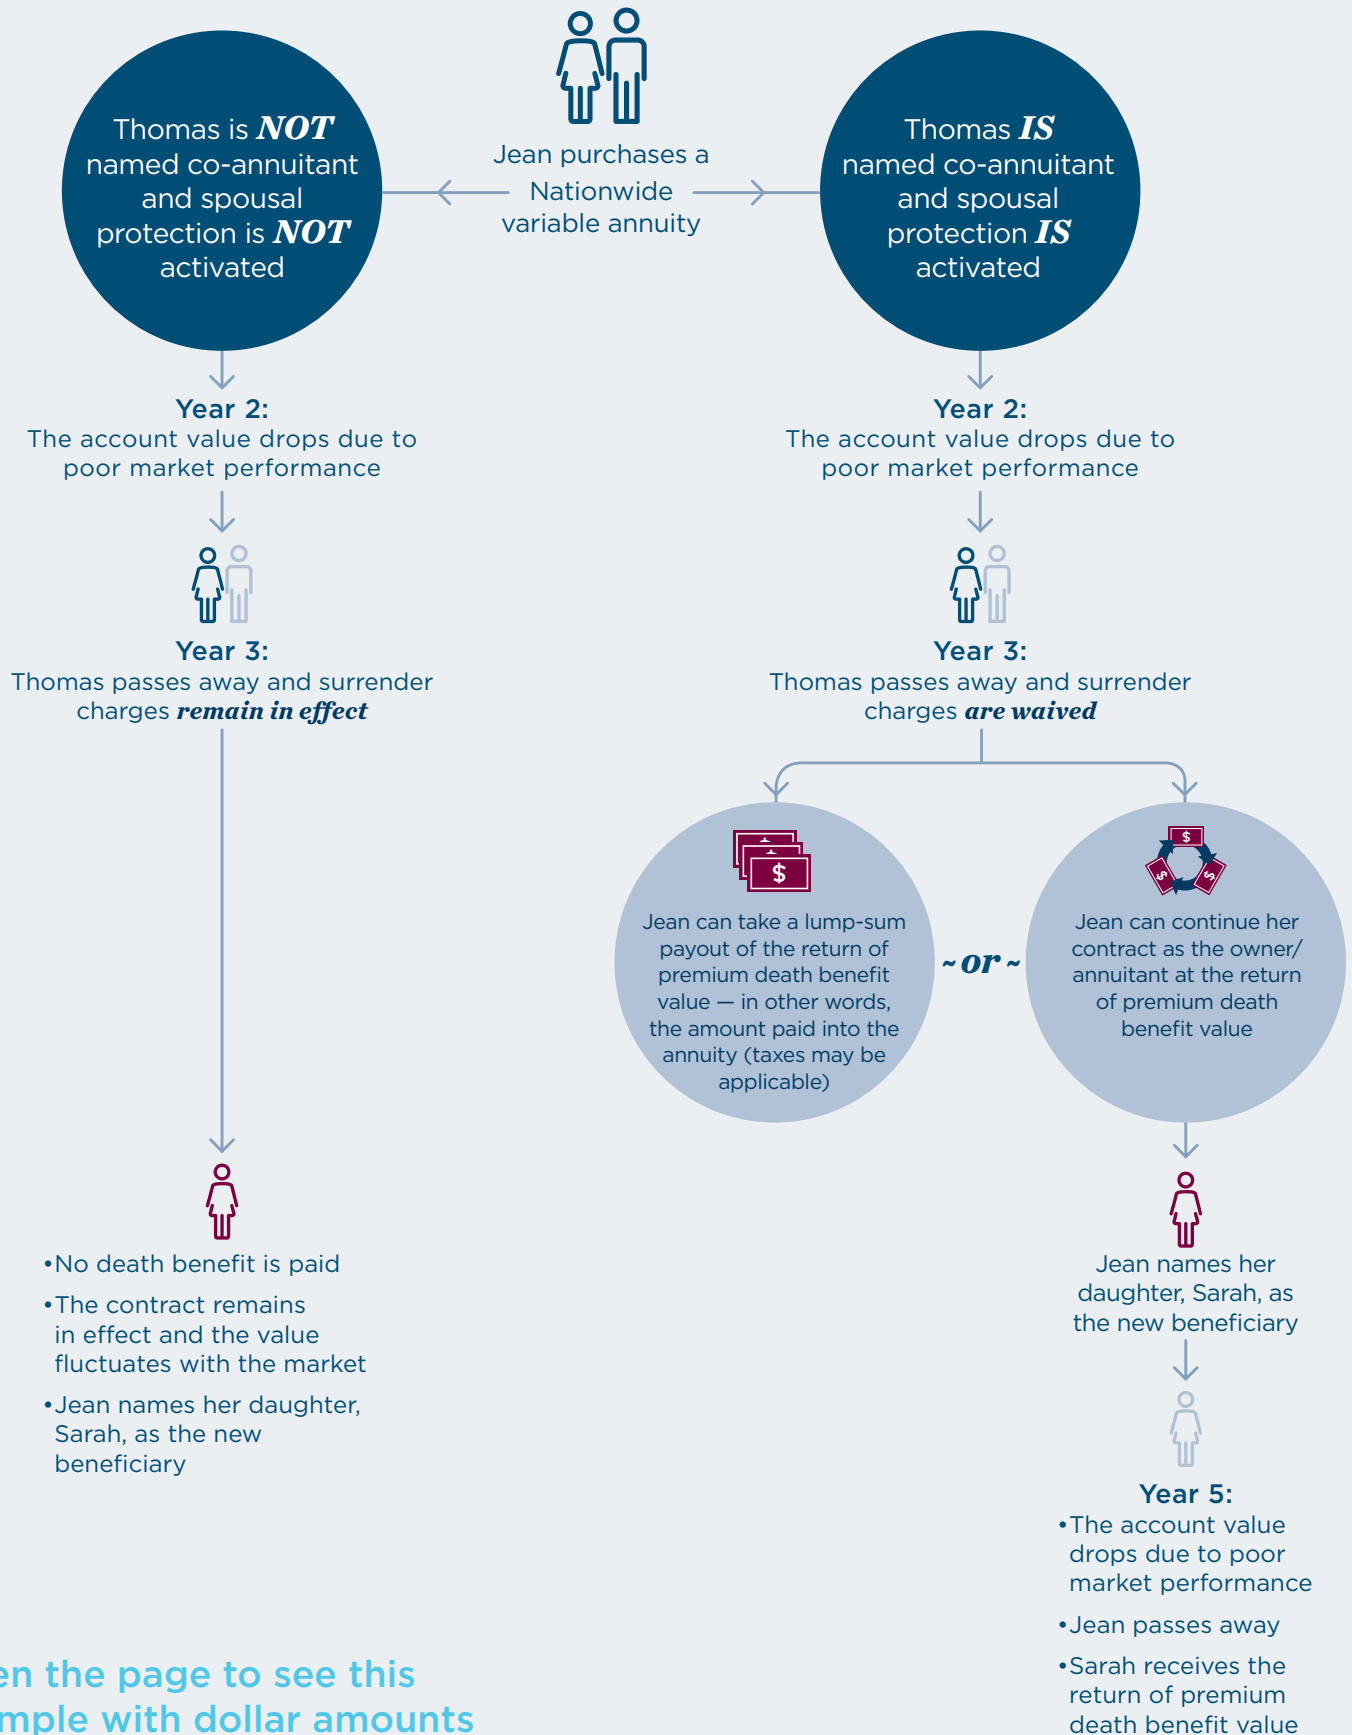 Thomas is NOT
named co-annuitant
and spousal
protection is NOT
activated
Jean purchases a
Nationwide
variable annuity
Thomas IS
named co-annuitant
and spousal
protection IS
activated
Year 2:
The account value drops due to
poor market performance
Year 3:
Thomas passes away and surrender
charges remain in effect
•No death benefit is paid
•The contract remains
in effect and the value
fluctuates with the market
•Jean names her daughter,
Sarah, as the new
beneficiary
Year 2:
The account value drops due to
poor market performance
Year 3:
Thomas passes away and surrender
charges are waived
$
Jean can take a lump-sum
payout of the return of
premium death benefit
value — in other words,
the amount paid into the
annuity (taxes may be
applicable)
~or~
$
$
$
Jean can continue her
contract as the owner/
annuitant at the return
of premium death
benefit value
Jean names her
daughter, Sarah, as
the new beneficiary
Year 5:
•The account value
drops due to poor
market performance
•Jean passes away
•Sarah receives the
return of premium
death benefit value
en the page to see this
mple with dollar amounts